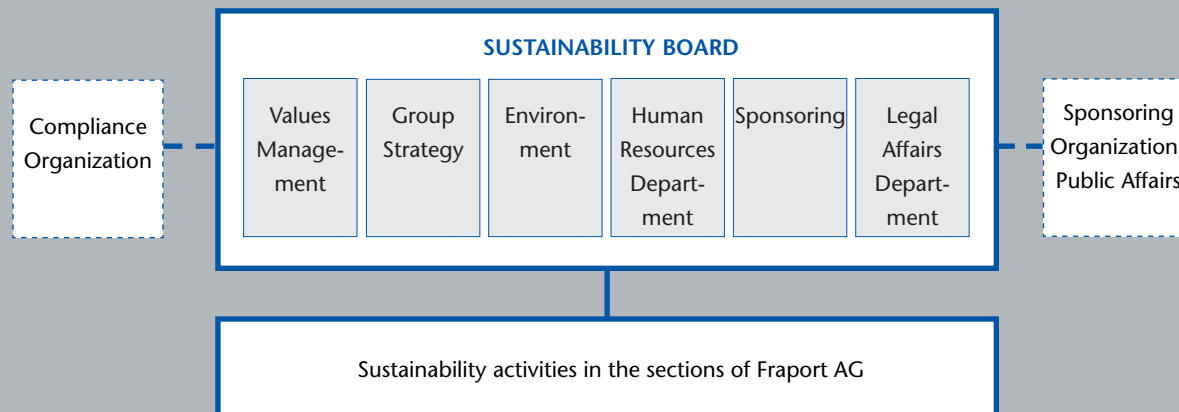 SUSTAINABILITY BOARD
Compliance
Organization
Values
Manage-
ment
Group
Strategy
Environ-
ment
Human
Resources
Depart-
ment
Sponsoring
Legal
Affairs
Depart-
ment
Sponsoring
Organization,
Public Affairs
Sustainability activities in the sections of Fraport AG